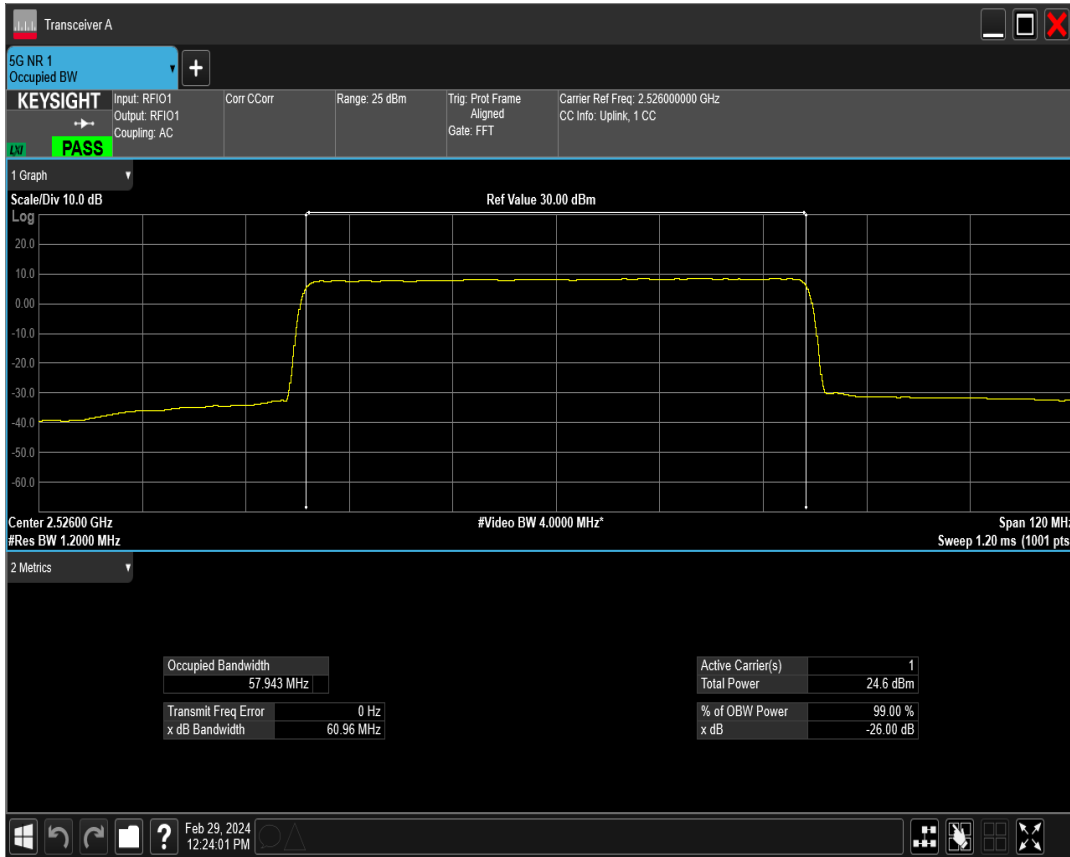 Transceiver A
5G NR 1
Occupied BW
+
KEYSIGHT
LXI
PASS
Input: RFIO1
Output: RFIO1
Coupling: AC
Corr CCorr
Range: 25 dBm
Trig: Prot Frame
Aligned
Gate: FFT
Carrier Ref Freq: 2.526000000 GHz
CC Info: Uplink, 1 CC
1 Graph
Scale/Div 10.0 dB
Ref Value 30.00 dBm
Log
20.0
10.0
0.00
-10.0
-20.0
-30.0
-40.0
-50.0
-60.0
Center 2.52600 GHz
#Video BW 4.0000 MHz*
Span 120 MHz
#Res BW 1.2000 MHz
Sweep 1.20 ms (1001 pts
2 Metrics
Occupied Bandwidth
57.943 MHz
Transmit Freq Error 0 Hz
x dB Bandwidth 60.96 MHz
Active Carrier(s) 1
Total Power 24.6 dBm
% of OBW Power 99.00 %
x dB -26.00 dB
?
Feb 29, 2024
12:24:01 PM